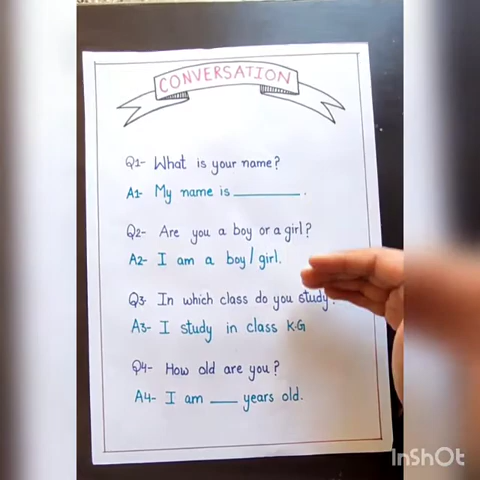 CONVERSATION
Q1- What is your name?
A1- My name is ________ .
Q2- Are you a boy or a girl?
A2- I am a boy/girl.
Q3- In which class do you study?
A3- I study in class K.G
Q4- How old are you?
A4- I am ___ years old.
InShOt